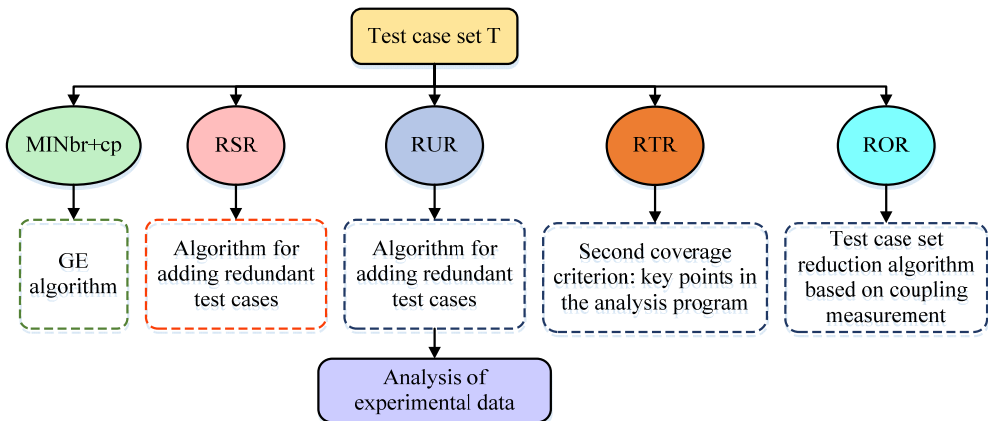 Test case set T
MINbr+cp
RSR
RUR
RTR
ROR
GE
algorithm
Algorithm for
adding redundant
test cases
Algorithm for
adding redundant
test cases
Second coverage
criterion: key points in
the analysis program
Test case set
reduction algorithm
based on coupling
measurement
Analysis of
experimental data